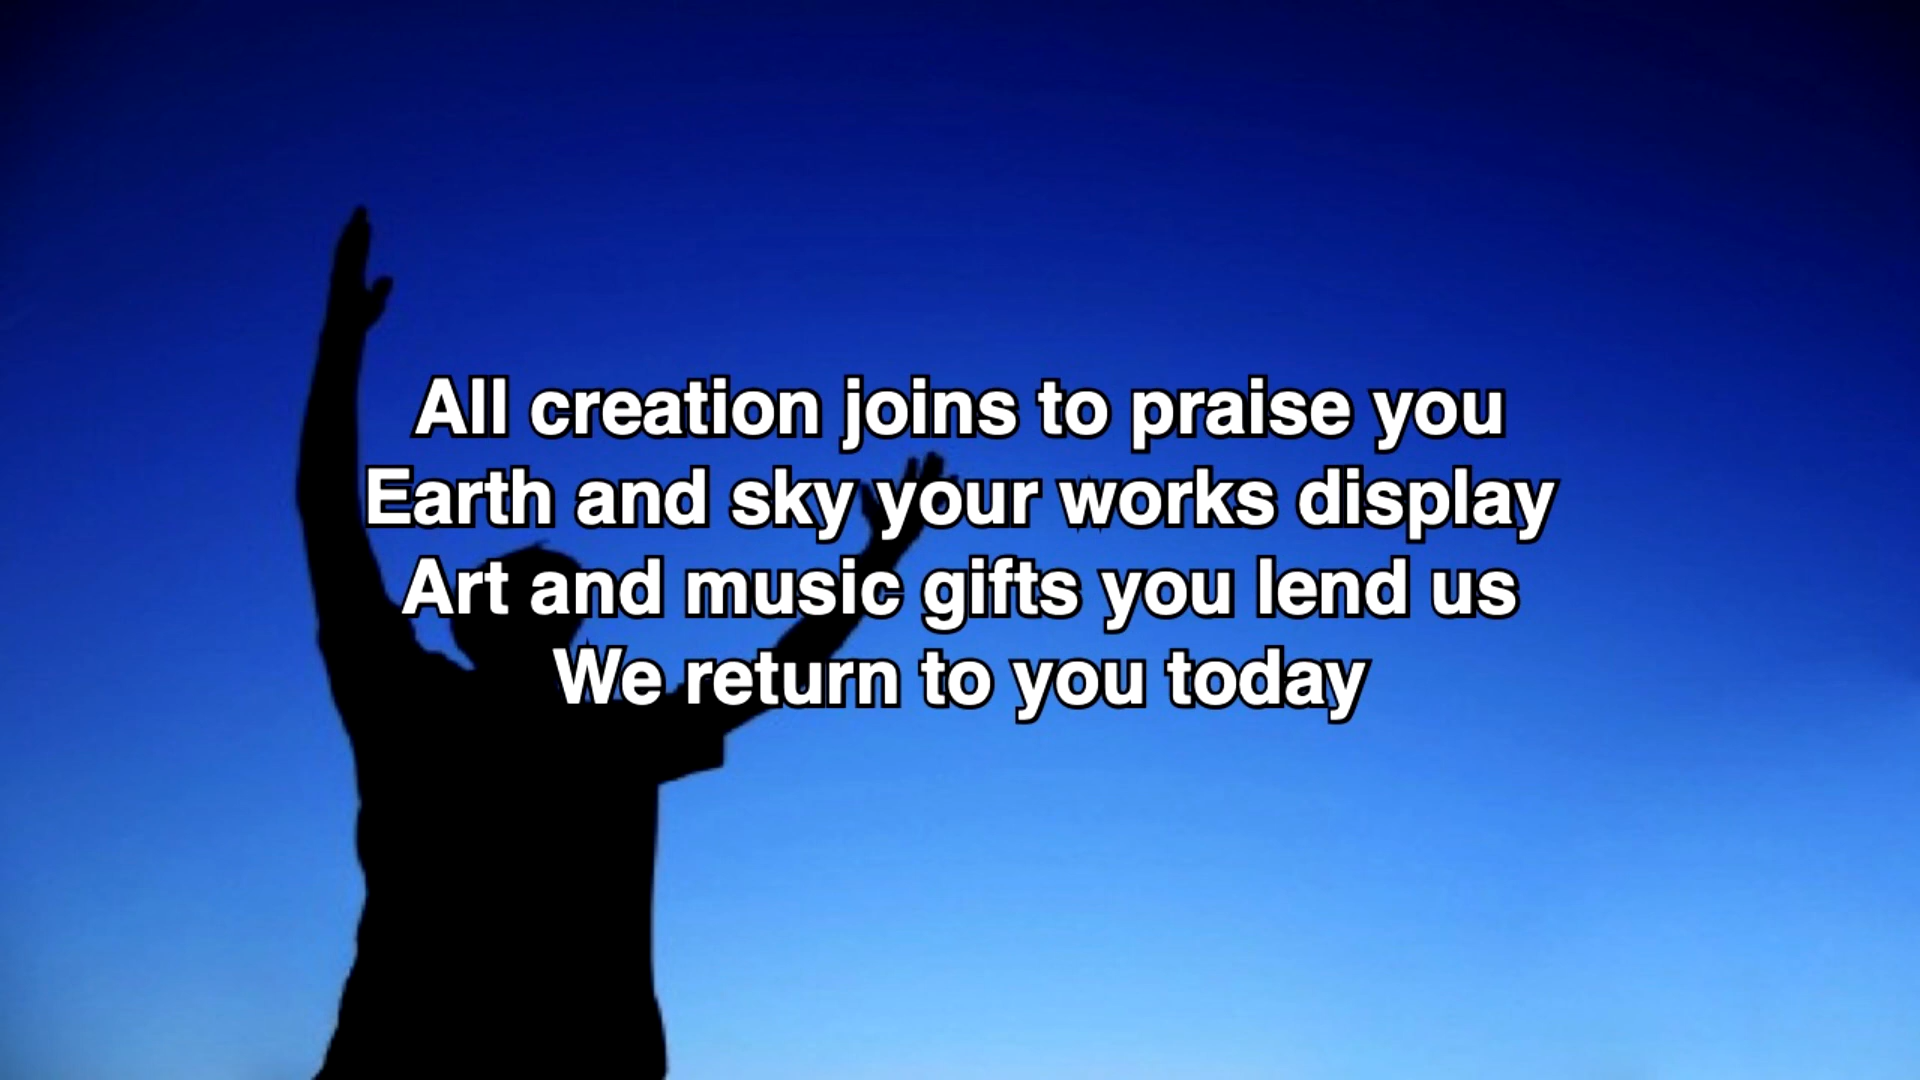 All creation joins to praise you
Earth and sky your works display
Art and music gifts you lend us
We return to you today